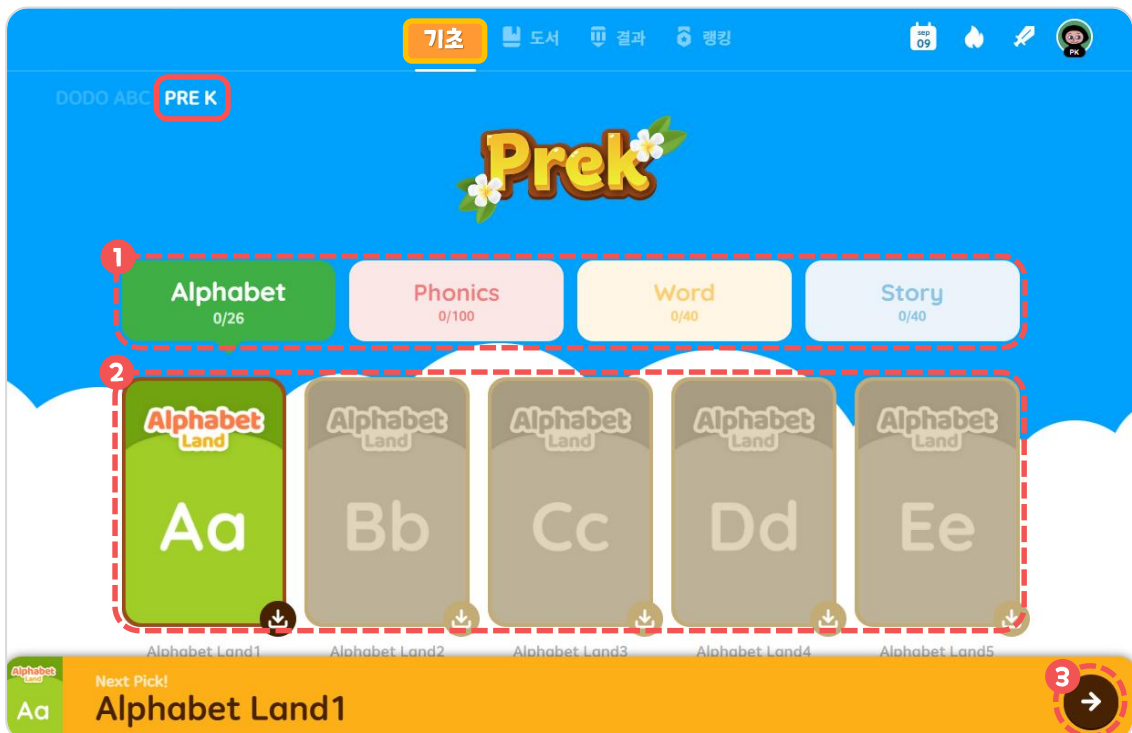 기초 도서 결과 랭킹 sep 09 PK
DODO ABC PRE K
Prek
1
Alphabet Phonics Word Story
0/26 0/100 0/40 0/40
2
Alphabet Land Alphabet Land Alphabet Land Alphabet Land Alphabet Land
Aa Bb Cc Dd Ee
Alphabet Land1 Alphabet Land2 Alphabet Land3 Alphabet Land4 Alphabet Land5
Alphabet Land
Aa
Next Pick!
Alphabet Land1
3